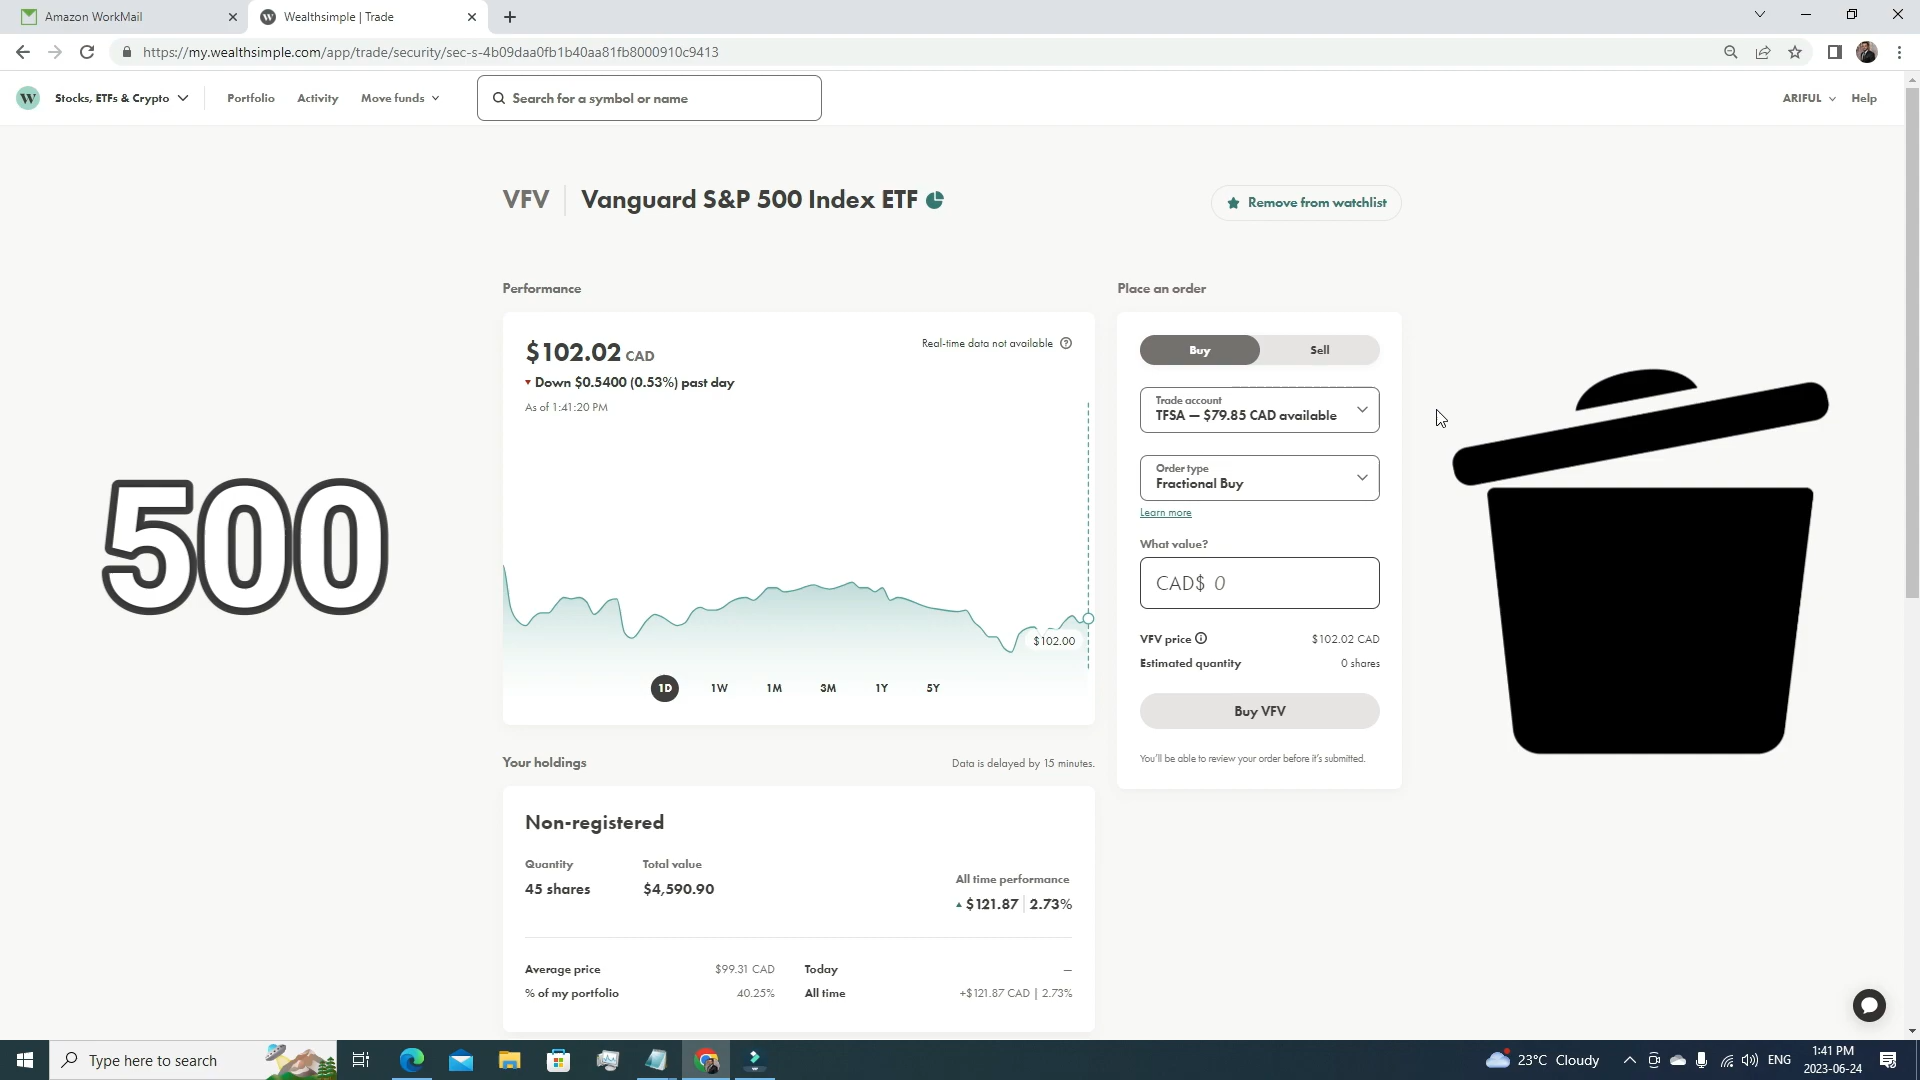 Amazon WorkMail
Wealthsimple | Trade
https://my.wealthsimple.com/app/trade/security/sec-s-4b09daa0fb1b40aa81fb8000910c9413
W
Stocks, ETFs & Crypto
Portfolio
Activity
Move funds
Search for a symbol or name
ARIFUL
Help
VFV
Vanguard S&P 500 Index ETF
Remove from watchlist
Performance
$102.02 CAD
Real-time data not available
Down $0.5400 (0.53%) past day
As of 1:41:20 PM
$102.00
1D 1W 1M 3M 1Y 5Y
Place an order
Buy
Sell
Trade account
TFSA — $79.85 CAD available
Order type
Fractional Buy
Learn more
What value?
CAD$ 0
VFV price
$102.02 CAD
Estimated quantity
0 shares
Buy VFV
You'll be able to review your order before it's submitted.
500
Your holdings
Data is delayed by 15 minutes.
Non-registered
Quantity
45 shares
Total value
$4,590.90
All time performance
$121.87 | 2.73%
Average price
$99.31 CAD
Today
—
% of my portfolio
40.25%
All time
+$121.87 CAD | 2.73%
Type here to search
23°C Cloudy
ENG
1:41 PM
2023-06-24